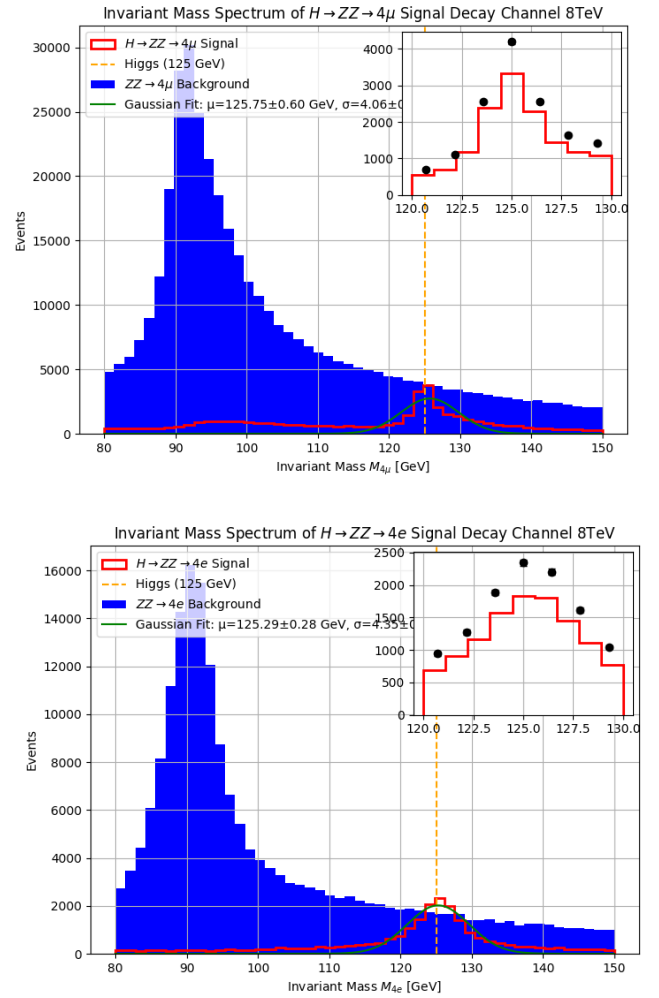 Invariant Mass Spectrum of H→ZZ→4μ Signal Decay Channel 8TeV
H→ZZ→4μ Signal
Higgs (125 GeV)
ZZ→4μ Background
Gaussian Fit: μ=125.75±0.60 GeV, σ=4.06±0
4000
3000
2000
1000
0
120.0 122.5 125.0 127.5 130.0
30000
25000
20000
15000
10000
5000
0
Events
80 90 100 110 120 130 140 150
Invariant Mass M4μ [GeV]
Invariant Mass Spectrum of H→ZZ→4e Signal Decay Channel 8TeV
H→ZZ→4e Signal
Higgs (125 GeV)
ZZ→4e Background
Gaussian Fit: μ=125.29±0.28 GeV, σ=4.35±0
2500
2000
1500
1000
500
0
120.0 122.5 125.0 127.5 130.0
16000
14000
12000
10000
8000
6000
4000
2000
0
Events
80 90 100 110 120 130 140 150
Invariant Mass M4e [GeV]